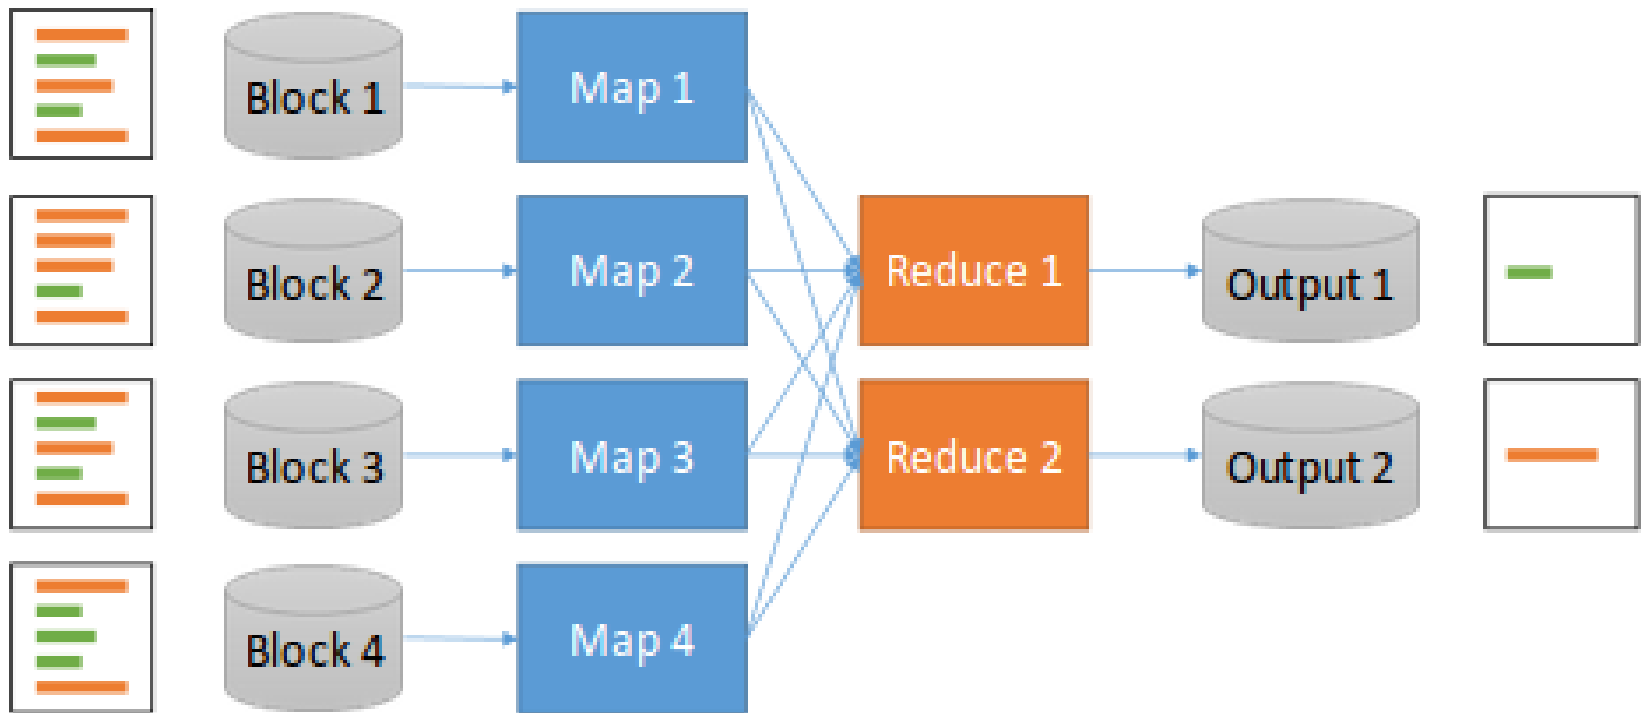 Block 1
Map 1
Block 2
Map 2
Reduce 1
Output 1
Block 3
Map 3
Reduce 2
Output 2
Block 4
Map 4